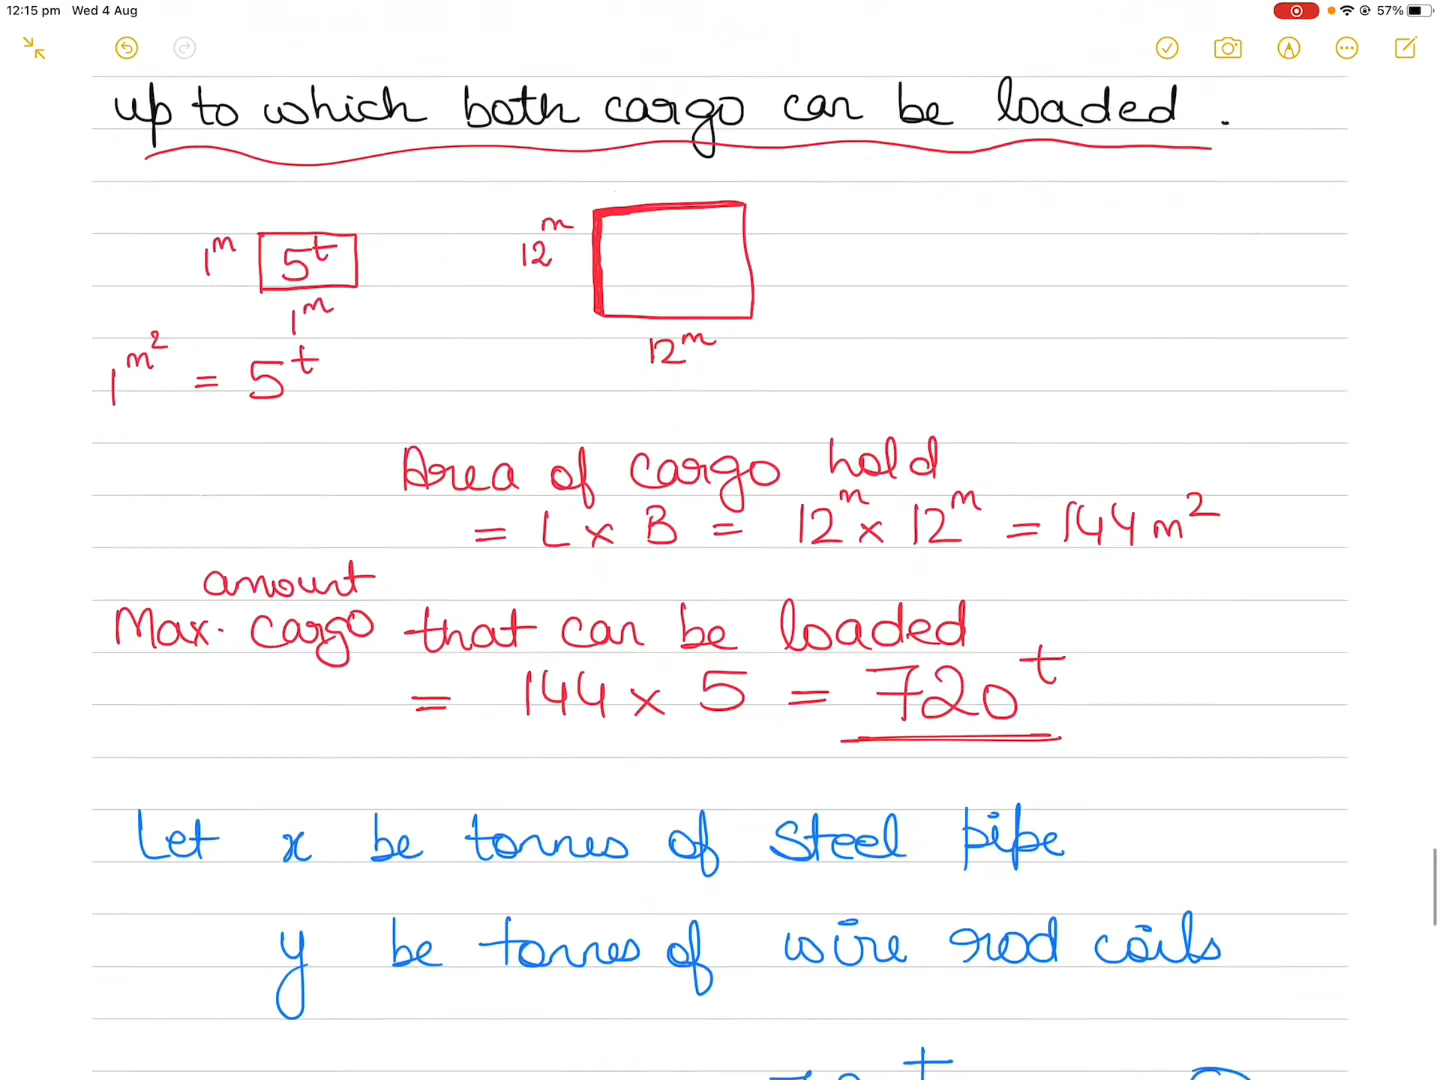 12:15 pm Wed 4 Aug 57%
up to which both cargo can be loaded.
1m 5t
1m
12m
12m
1m² = 5t
Area of cargo hold
= L x B = 12m x 12m = 144m²
amount
Max. cargo that can be loaded
= 144 x 5 = 720t
Let x be tonnes of Steel pipe
y be tonnes of wire rod coils